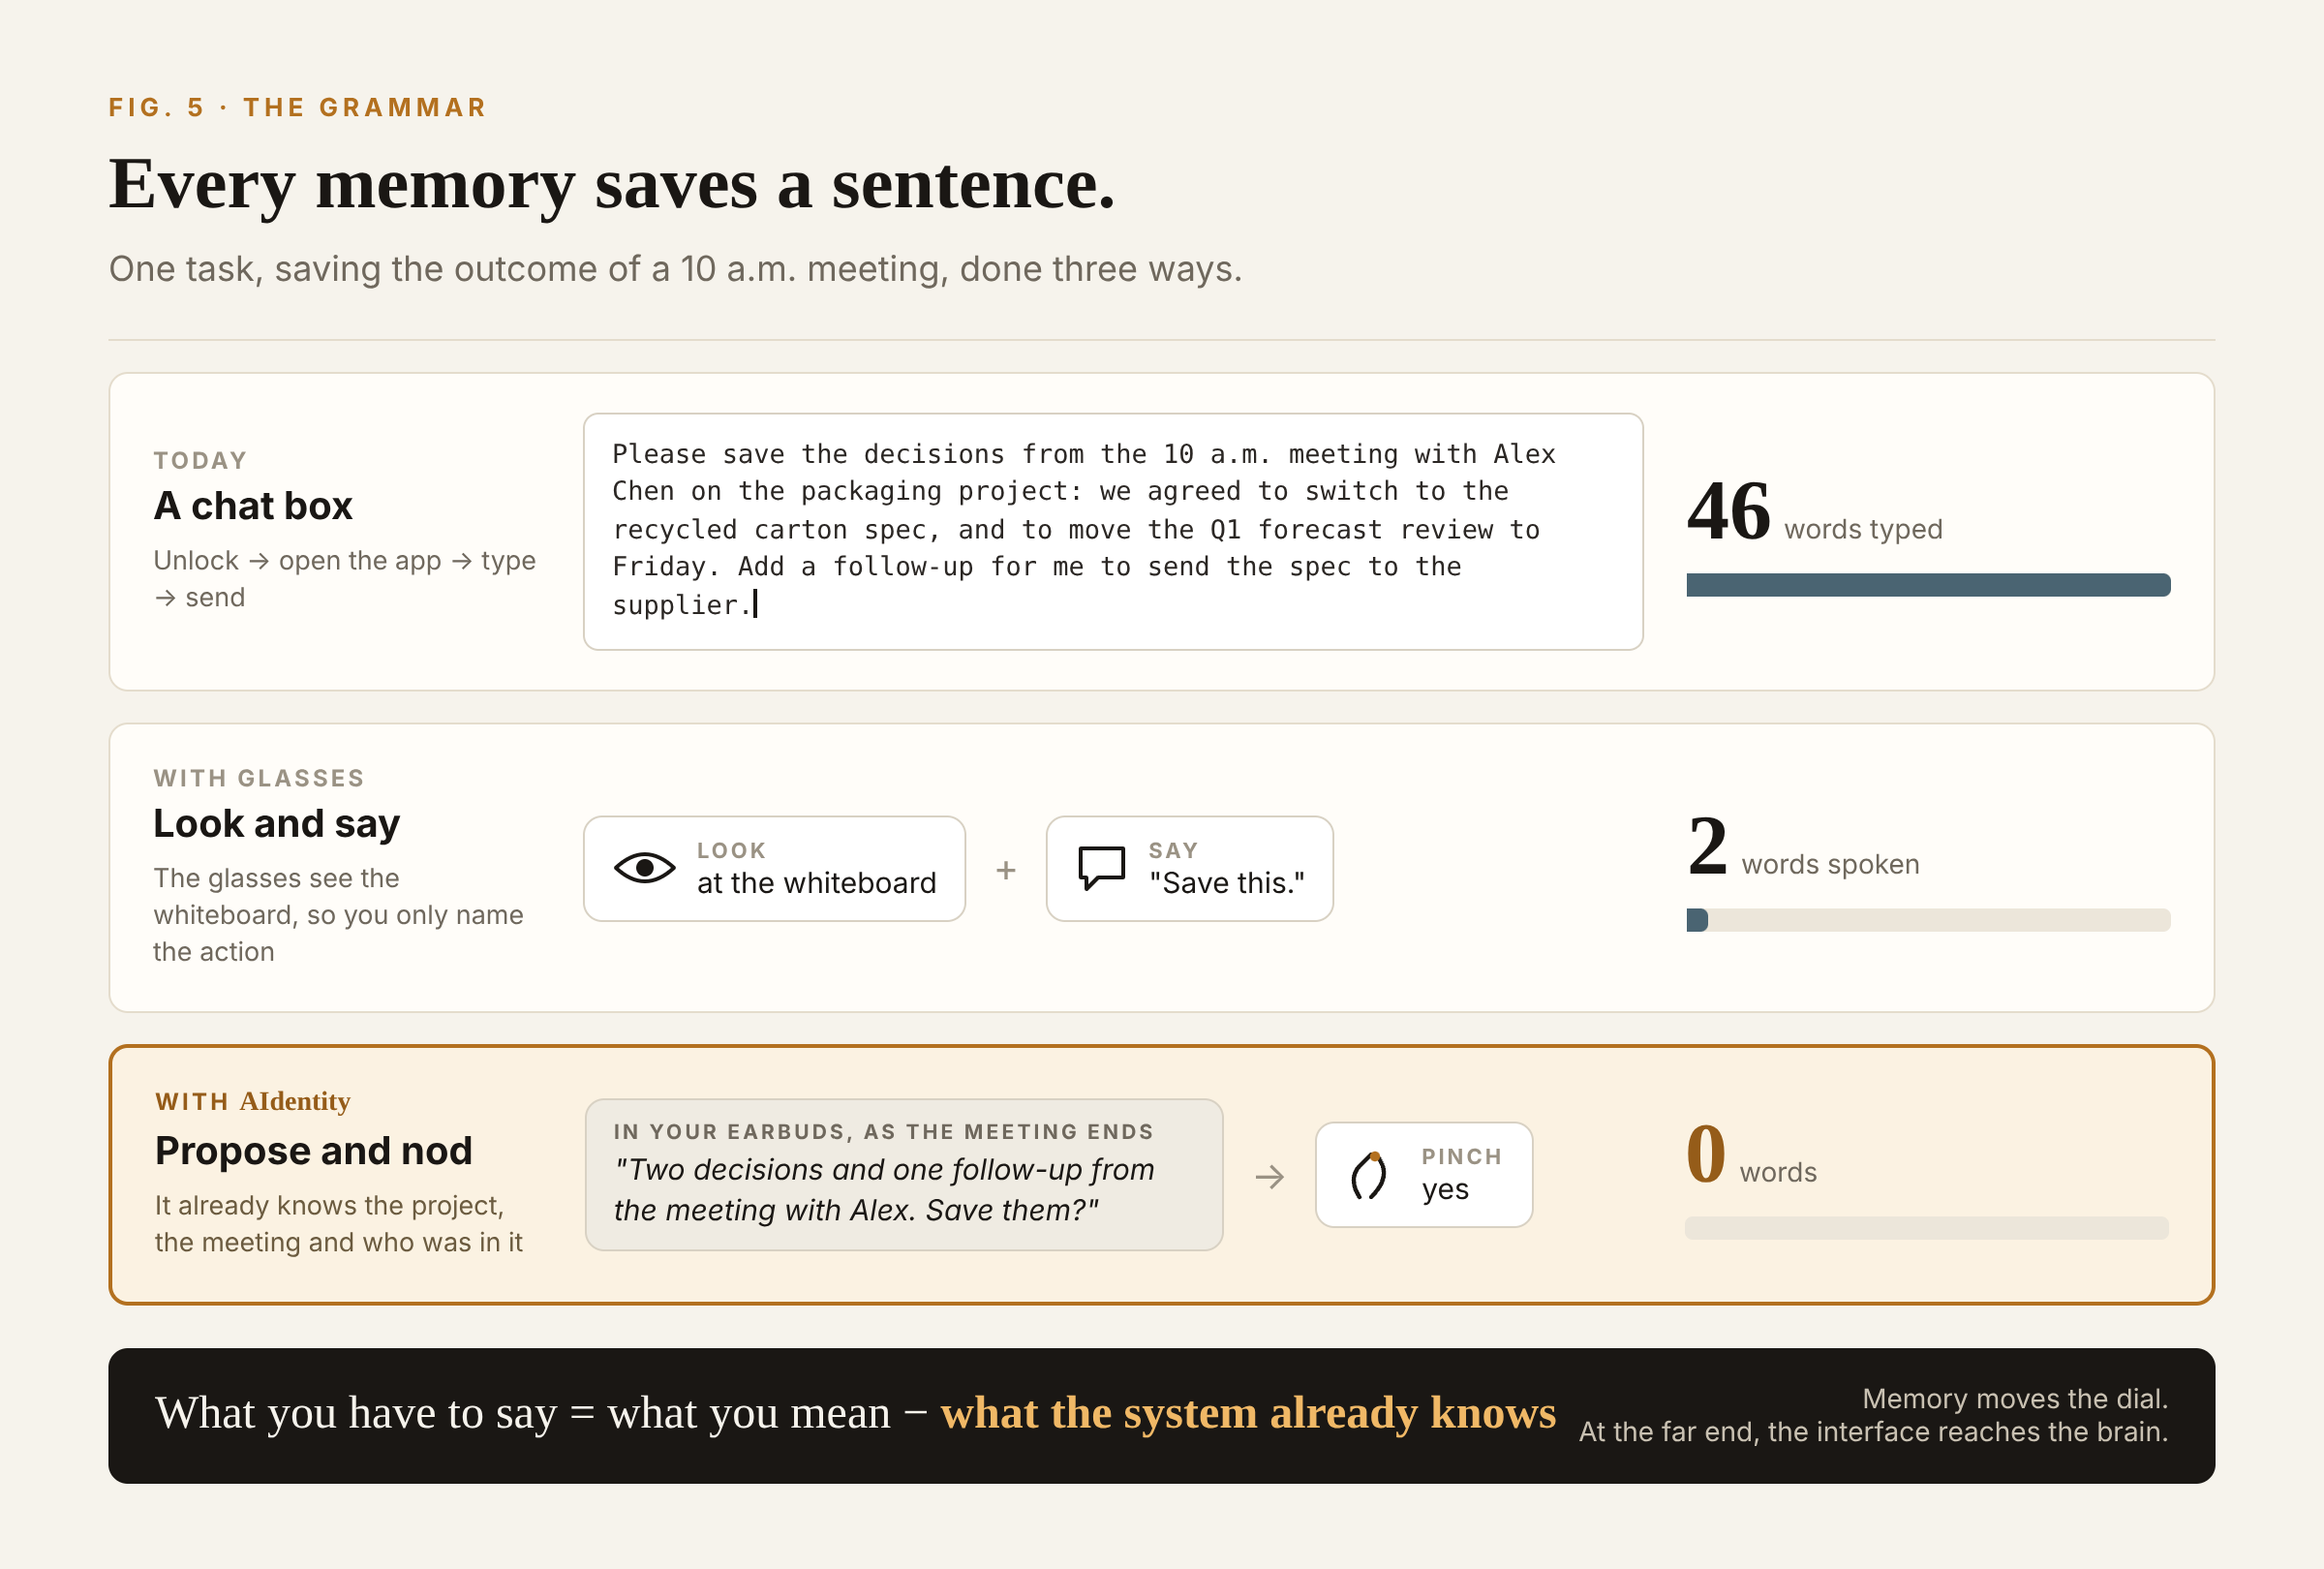 FIG. 5 · THE GRAMMAR
Every memory saves a sentence.
One task, saving the outcome of a 10 a.m. meeting, done three ways.
TODAY
A chat box
Unlock → open the app → type
→ send
Please save the decisions from the 10 a.m. meeting with Alex
Chen on the packaging project: we agreed to switch to the
recycled carton spec, and to move the Q1 forecast review to
Friday. Add a follow-up for me to send the spec to the
supplier.
46 words typed
WITH GLASSES
Look and say
The glasses see the
whiteboard, so you only name
the action
LOOK
at the whiteboard
+
SAY
"Save this."
2 words spoken
WITH AIdentity
Propose and nod
It already knows the project,
the meeting and who was in it
IN YOUR EARBUDS, AS THE MEETING ENDS
"Two decisions and one follow-up from
the meeting with Alex. Save them?"
→
PINCH
yes
0 words
What you have to say = what you mean − what the system already knows
Memory moves the dial.
At the far end, the interface reaches the brain.